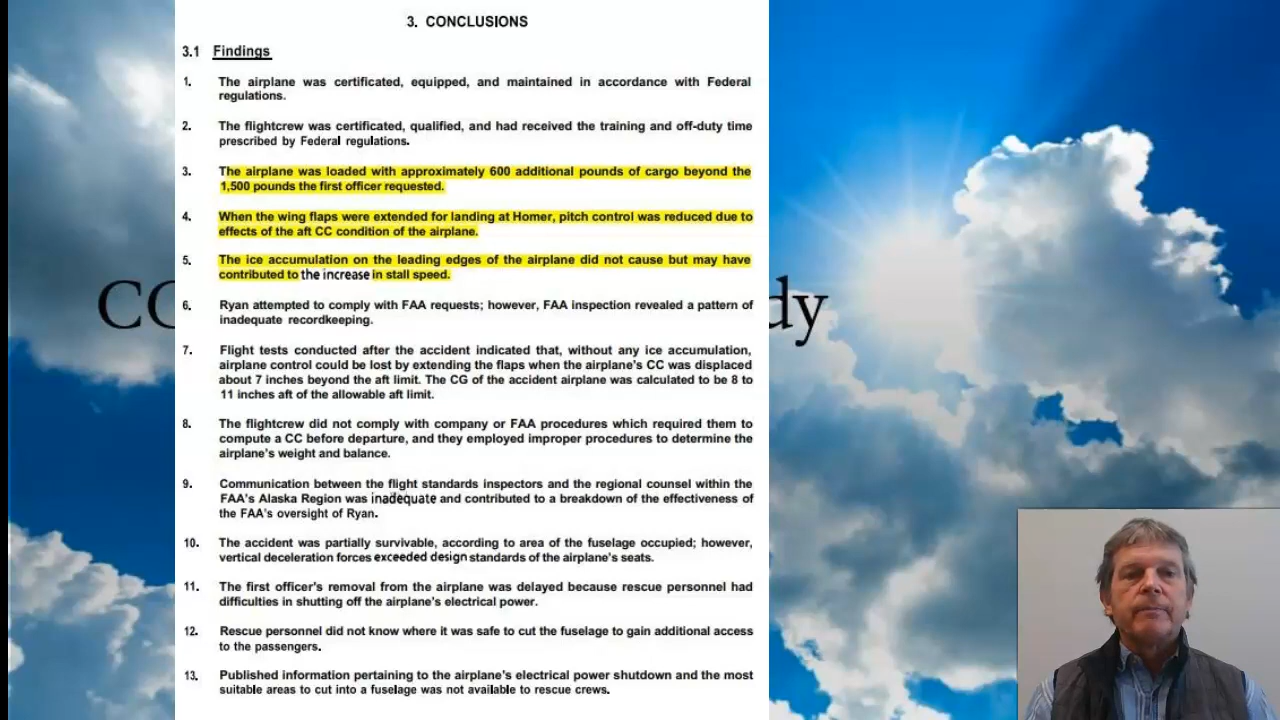 3. CONCLUSIONS
3.1 Findings
1. The airplane was certificated, equipped, and maintained in accordance with Federal
regulations.
2. The flightcrew was certificated, qualified, and had received the training and off-duty time
prescribed by Federal regulations.
3. The airplane was loaded with approximately 600 additional pounds of cargo beyond the
1,500 pounds the first officer requested.
4. When the wing flaps were extended for landing at Homer, pitch control was reduced due to
effects of the aft CC condition of the airplane.
5. The ice accumulation on the leading edges of the airplane did not cause but may have
contributed to the increase in stall speed.
CC
dy
6. Ryan attempted to comply with FAA requests; however, FAA inspection revealed a pattern of
inadequate recordkeeping.
7. Flight tests conducted after the accident indicated that, without any ice accumulation,
airplane control could be lost by extending the flaps when the airplane's CC was displaced
about 7 inches beyond the aft limit. The CG of the accident airplane was calculated to be 8 to
11 inches aft of the allowable aft limit.
8. The flightcrew did not comply with company or FAA procedures which required them to
compute a CC before departure, and they employed improper procedures to determine the
airplane's weight and balance.
9. Communication between the flight standards inspectors and the regional counsel within the
FAA's Alaska Region was inadequate and contributed to a breakdown of the effectiveness of
the FAA's oversight of Ryan.
10. The accident was partially survivable, according to area of the fuselage occupied; however,
vertical deceleration forces exceeded design standards of the airplane's seats.
11. The first officer's removal from the airplane was delayed because rescue personnel had
difficulties in shutting off the airplane's electrical power.
12. Rescue personnel did not know where it was safe to cut the fuselage to gain additional access
to the passengers.
13. Published information pertaining to the airplane's electrical power shutdown and the most
suitable areas to cut into a fuselage was not available to rescue crews.